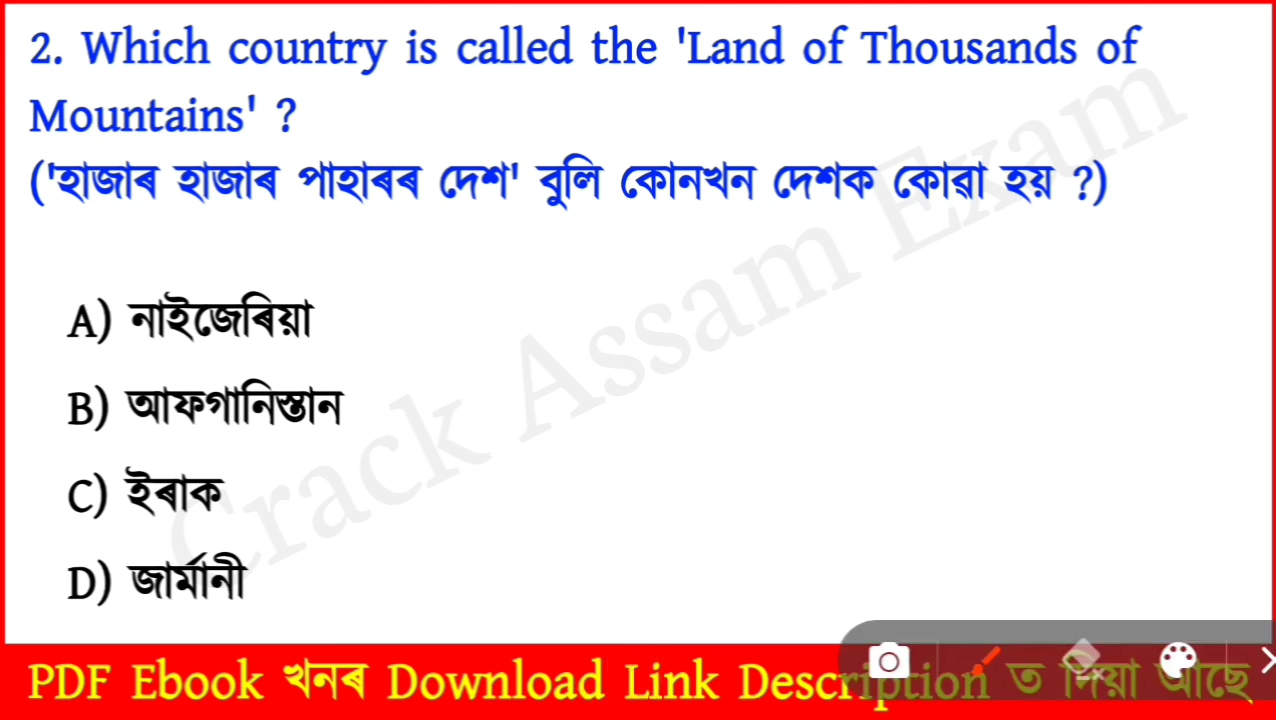 2. Which country is called the 'Land of Thousands of
Mountains' ?
('হাজাৰ হাজাৰ পাহাৰৰ দেশ' বুলি কোনখন দেশক কোৱা হয় ?)
A) নাইজেৰিয়া
B) আফগানিস্তান
C) ইৰাক
D) জাৰ্মানী
Crack Assam Exam
PDF Ebook খনৰ Download Link Description ত দিয়া আছে